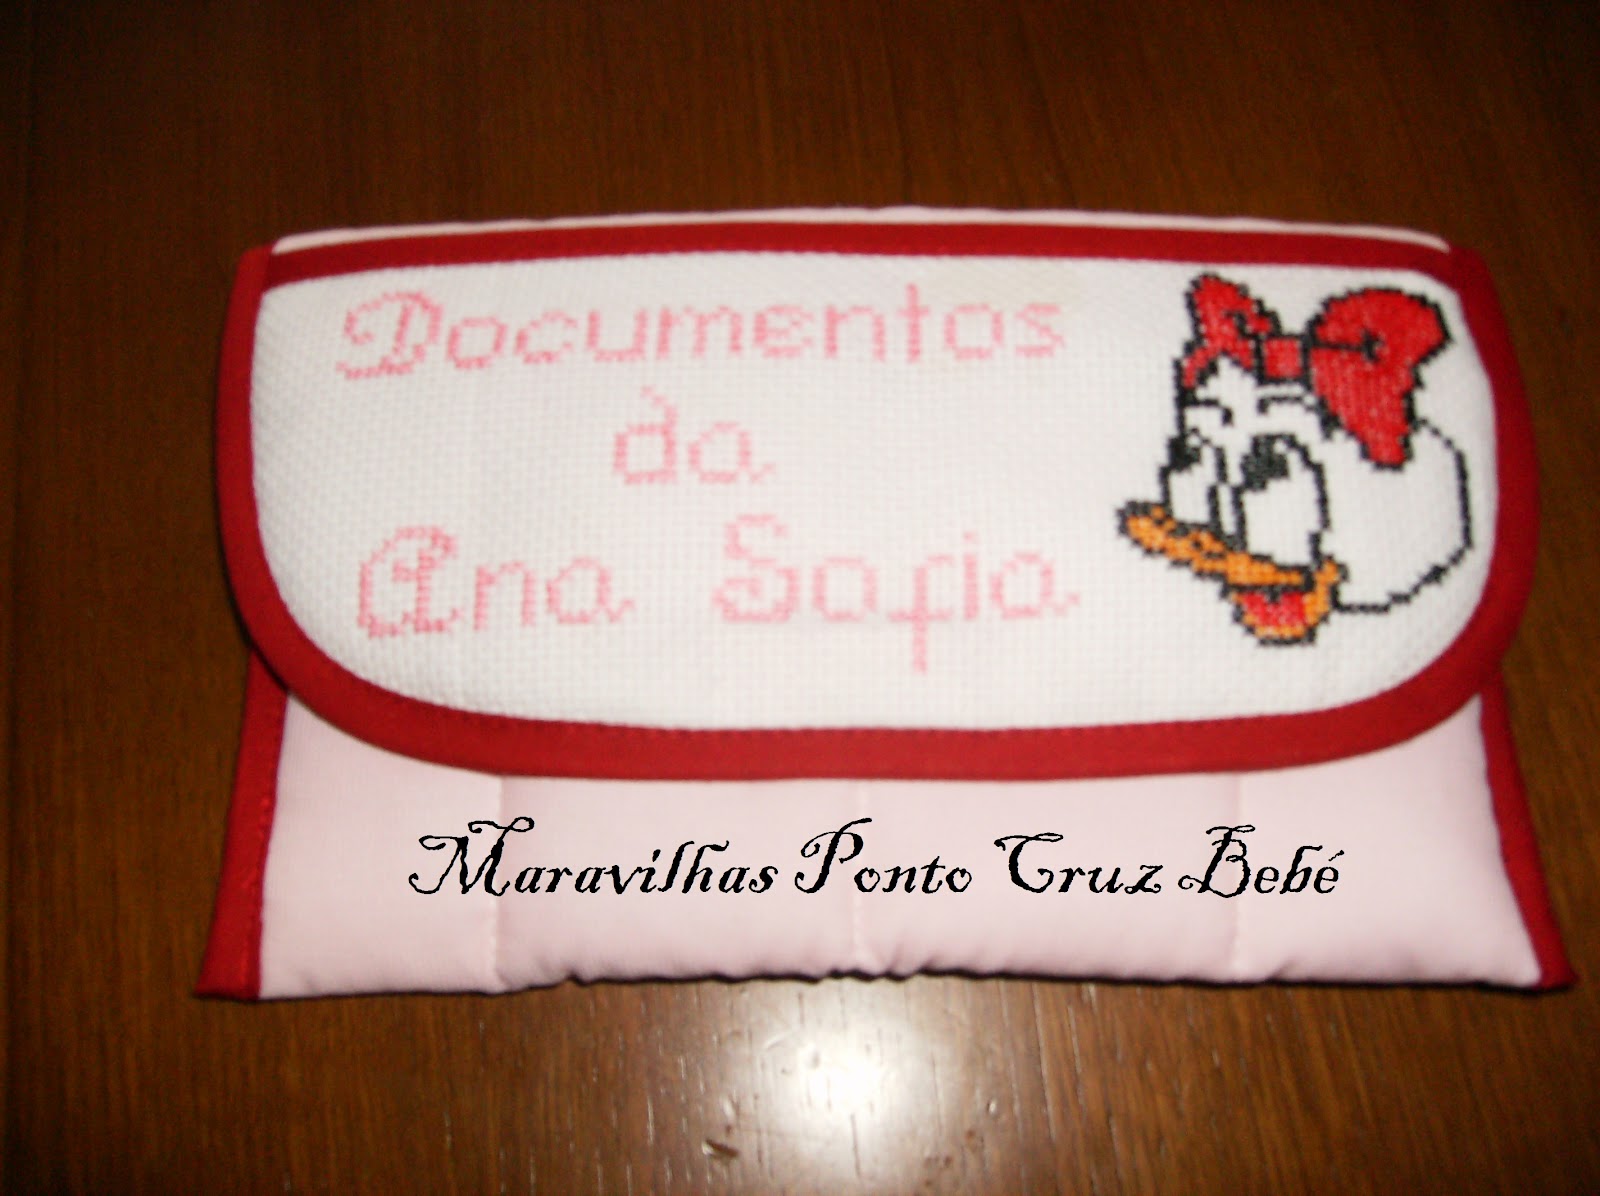 Documentos
da
Ana Sofia
Maravilhas Ponto Cruz Bebé